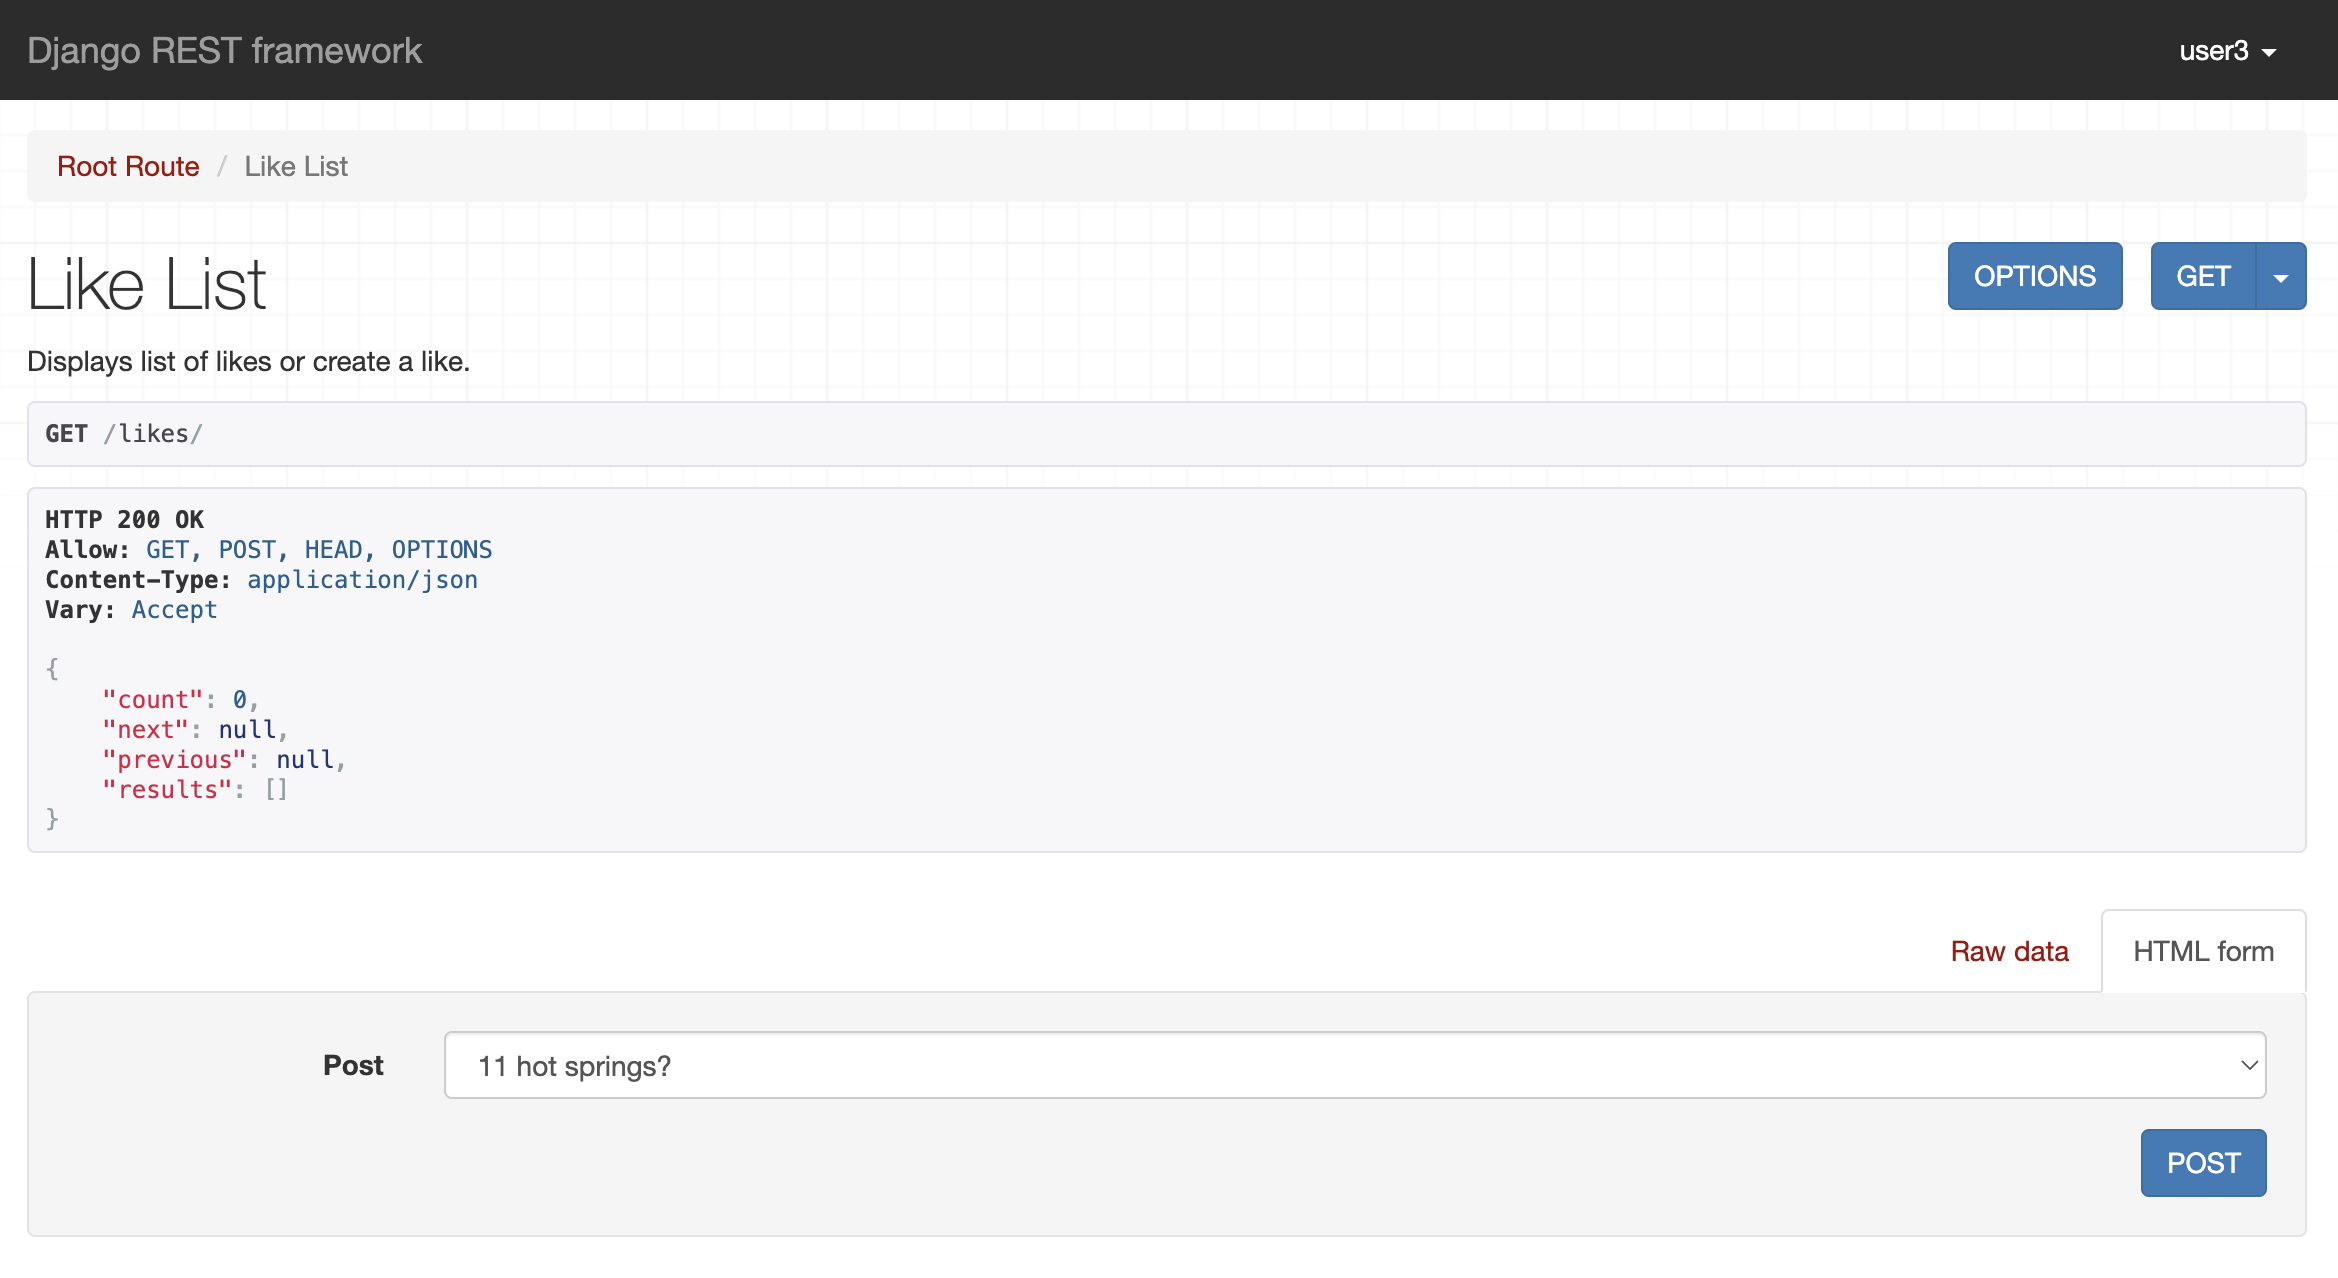 Django REST framework
user3
Root Route / Like List
Like List
OPTIONS
GET
Displays list of likes or create a like.
GET /likes/
HTTP 200 OK
Allow: GET, POST, HEAD, OPTIONS
Content-Type: application/json
Vary: Accept
{
    "count": 0,
    "next": null,
    "previous": null,
    "results": []
}
Raw data
HTML form
Post
11 hot springs?
POST